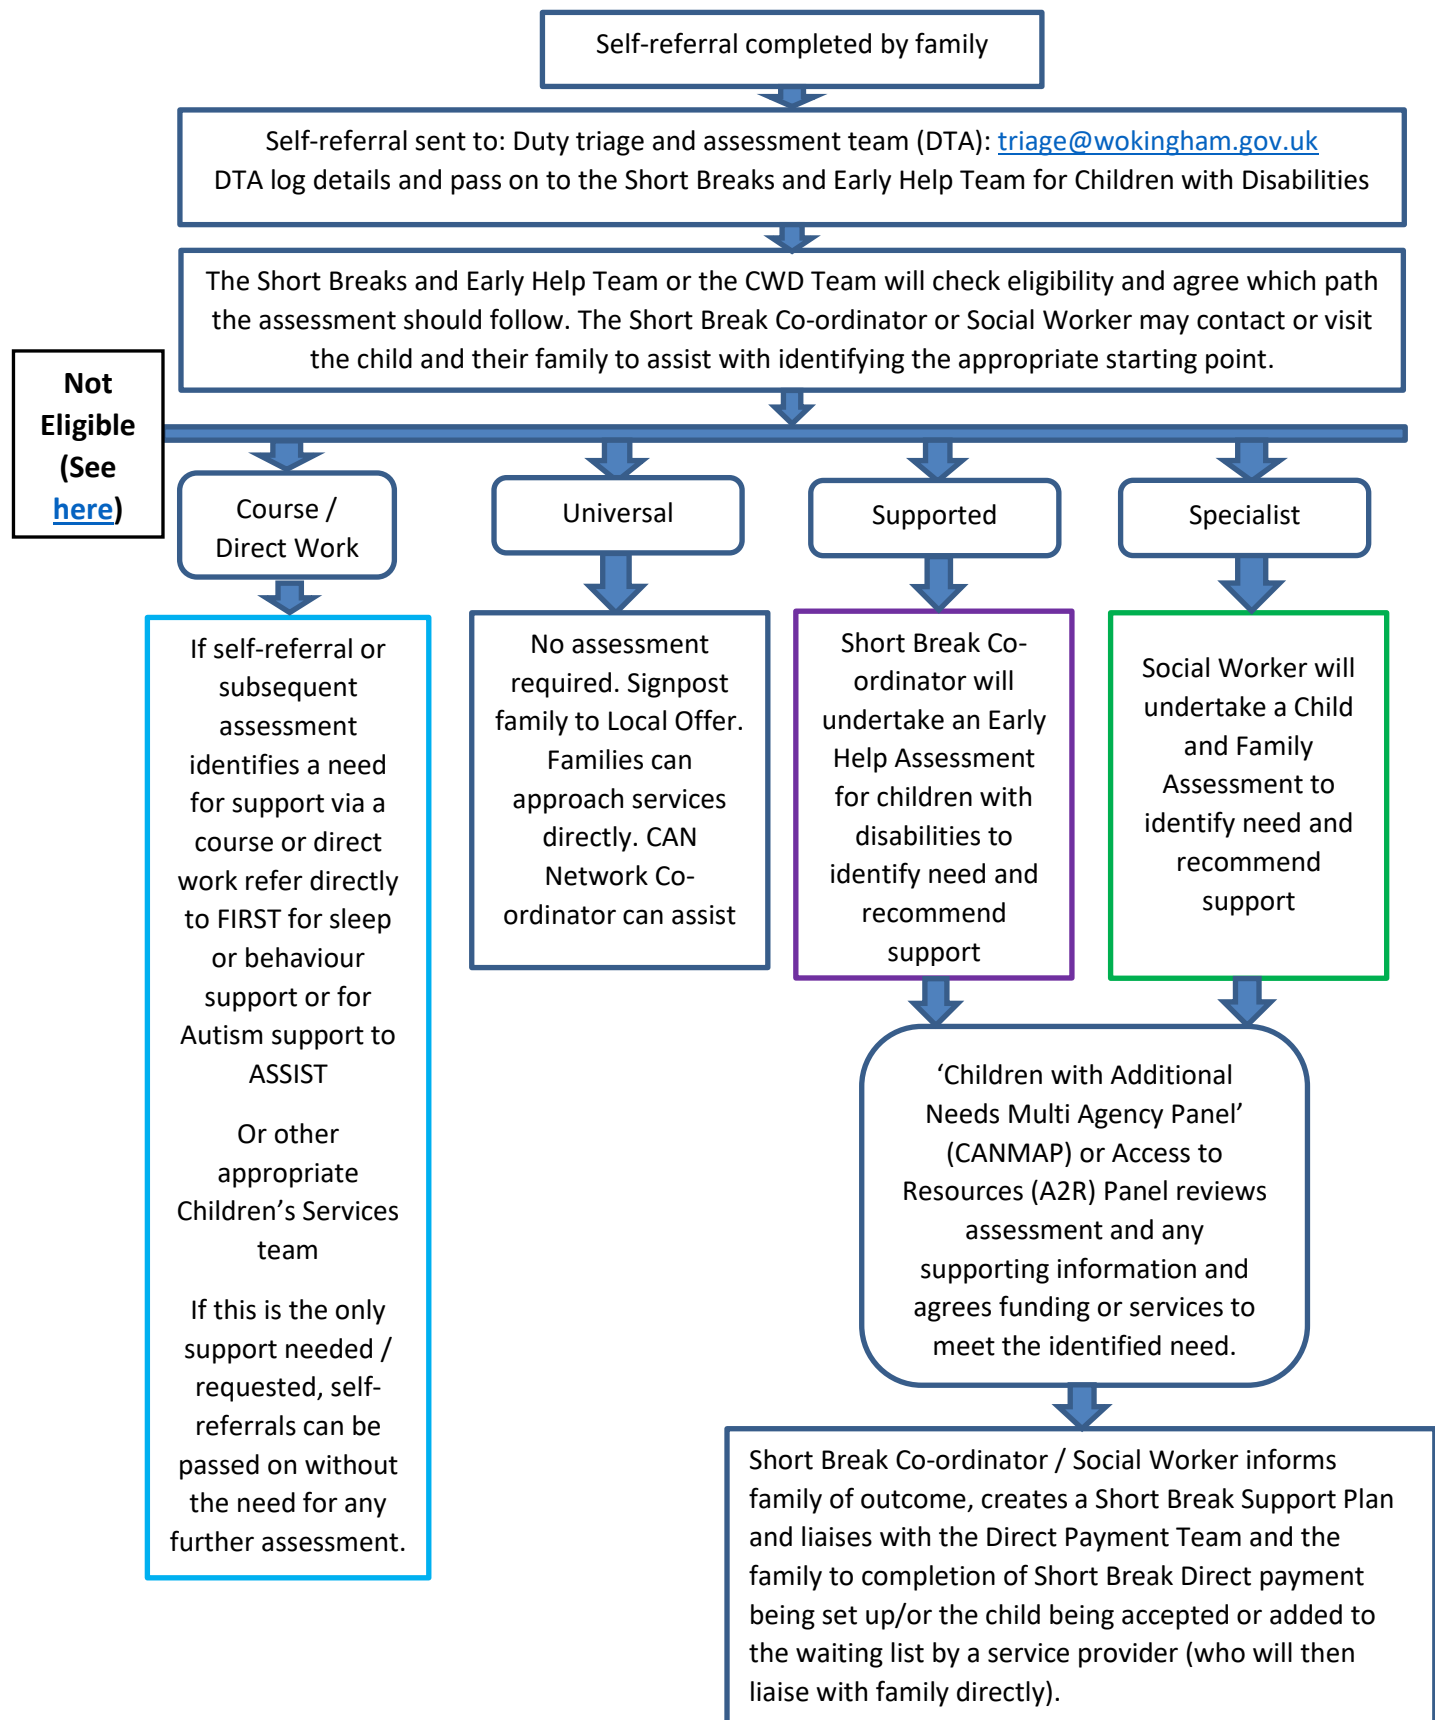 Self-referral completed by family
Self-referral sent to: Duty triage and assessment team (DTA): triage@wokingham.gov.uk
DTA log details and pass on to the Short Breaks and Early Help Team for Children with Disabilities
The Short Breaks and Early Help Team or the CWD Team will check eligibility and agree which path
the assessment should follow. The Short Break Co-ordinator or Social Worker may contact or visit
the child and their family to assist with identifying the appropriate starting point.
Not
Eligible
(See
here)
Course /
Direct Work
Universal
Supported
Specialist
If self-referral or
subsequent
assessment
identifies a need
for support via a
course or direct
work refer directly
to FIRST for sleep
or behaviour
support or for
Autism support to
ASSIST
Or other
appropriate
Children’s Services
team
If this is the only
support needed /
requested, self-
referrals can be
passed on without
the need for any
further assessment.
No assessment
required. Signpost
family to Local Offer.
Families can
approach services
directly. CAN
Network Co-
ordinator can assist
Short Break Co-
ordinator will
undertake an Early
Help Assessment
for children with
disabilities to
identify need and
recommend
support
Social Worker will
undertake a Child
and Family
Assessment to
identify need and
recommend
support
‘Children with Additional
Needs Multi Agency Panel’
(CANMAP) or Access to
Resources (A2R) Panel reviews
assessment and any
supporting information and
agrees funding or services to
meet the identified need.
Short Break Co-ordinator / Social Worker informs
family of outcome, creates a Short Break Support Plan
and liaises with the Direct Payment Team and the
family to completion of Short Break Direct payment
being set up/or the child being accepted or added to
the waiting list by a service provider (who will then
liaise with family directly).